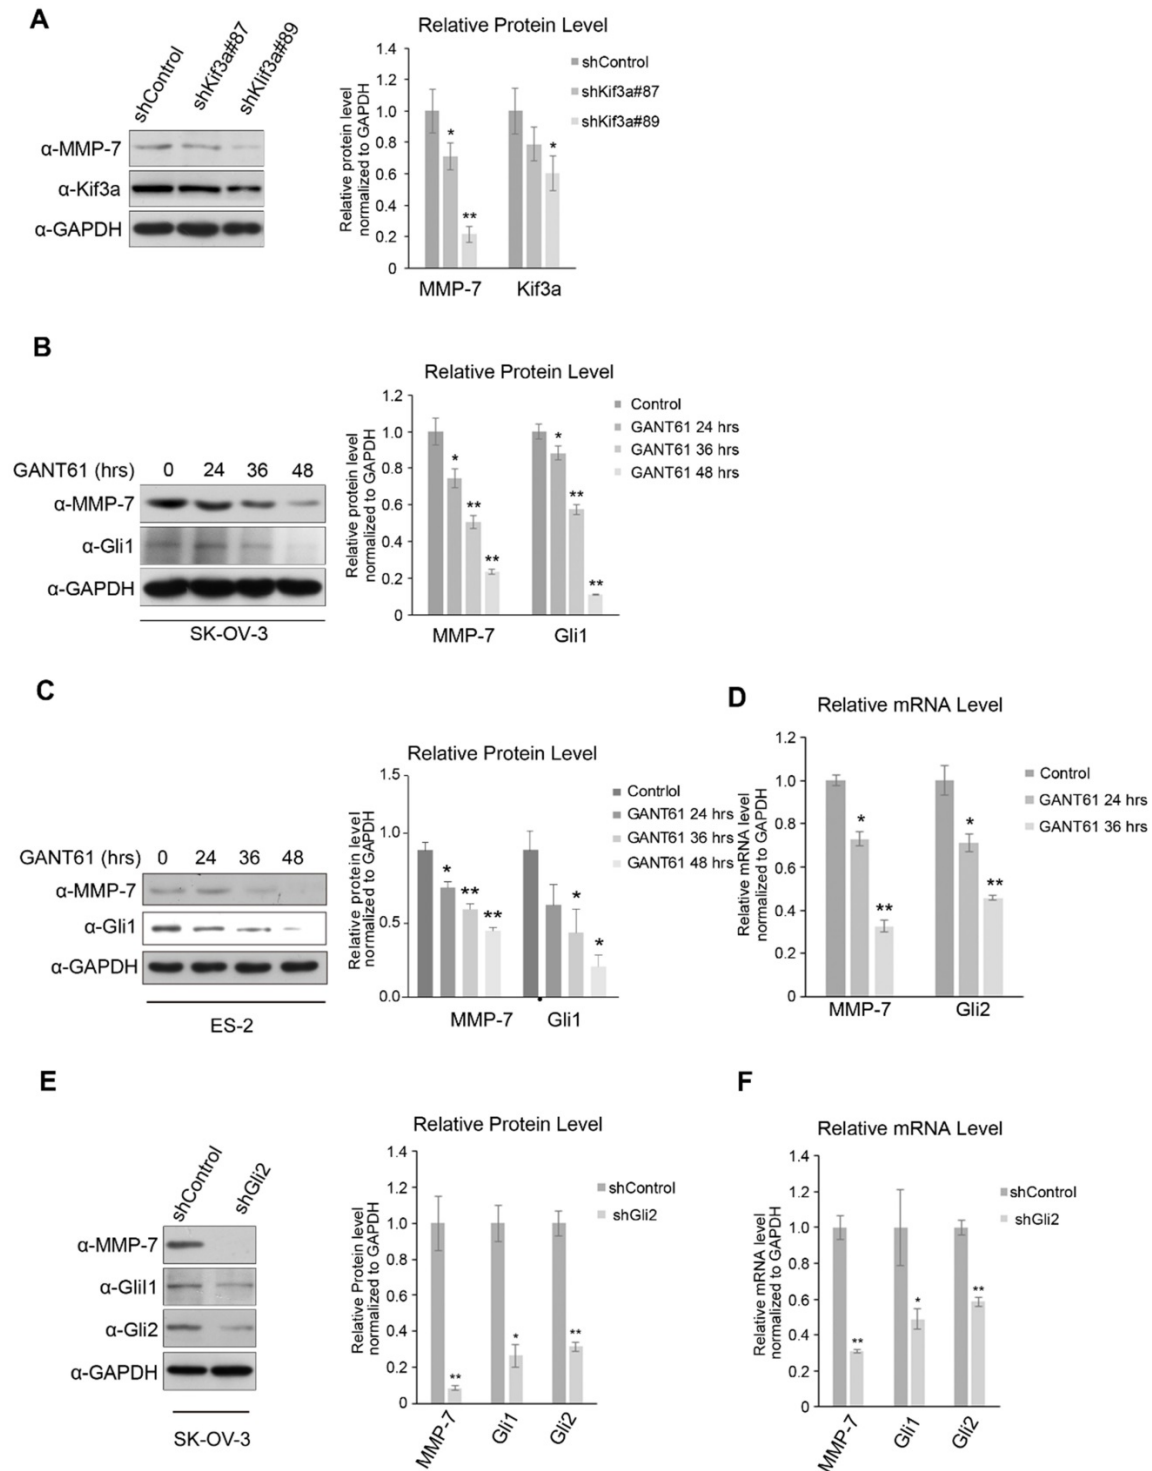 A
shControl
shKif3a#87
shKlif3a#89
α-MMP-7
α-Kif3a
α-GAPDH
Relative Protein Level
Relative protein level
normalized to GAPDH
1.4
1.2
1.0
0.8
0.6
0.4
0.2
0
shControl
shKif3a#87
shKif3a#89
*
**
*
MMP-7
Kif3a
B
GANT61 (hrs) 0 24 36 48
α-MMP-7
α-Gli1
α-GAPDH
SK-OV-3
Relative Protein Level
Relative protein level
normalized to GAPDH
1.2
1.0
0.8
0.6
0.4
0.2
0
Control
GANT61 24 hrs
GANT61 36 hrs
GANT61 48 hrs
*
**
**
*
**
**
MMP-7
Gli1
C
GANT61 (hrs) 0 24 36 48
α-MMP-7
α-Gli1
α-GAPDH
ES-2
Relative Protein Level
Relative protein level
normalized to GAPDH
1.5
1.0
0.5
0.0
Contrlol
GANT61 24 hrs
GANT61 36 hrs
GANT61 48 hrs
*
**
**
*
*
MMP-7
Gli1
D
Relative mRNA Level
Relative mRNA level
normalized to GAPDH
1.2
1.0
0.8
0.6
0.4
0.2
0
Control
GANT61 24 hrs
GANT61 36 hrs
*
**
*
**
MMP-7
Gli2
E
shControl
shGli2
α-MMP-7
α-Glil1
α-Gli2
α-GAPDH
SK-OV-3
Relative Protein Level
Relative Protein level
normalized to GAPDH
1.4
1.2
1.0
0.8
0.6
0.4
0.2
0
shControl
shGli2
**
*
**
MMP-7
Gli1
Gli2
F
Relative mRNA Level
Relative mRNA level
normalized to GAPDH
1.4
1.2
1.0
0.8
0.6
0.4
0.2
0
shControl
shGli2
**
*
**
MMP-7
Gli1
Gli2